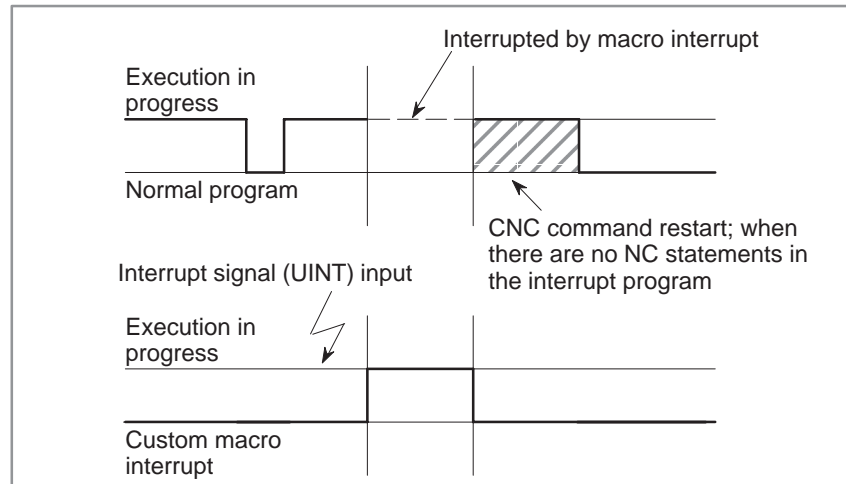 Interrupted by macro interrupt
Execution in
progress
Normal program
CNC command restart; when
there are no NC statements in
the interrupt program
Interrupt signal (UINT) input
Execution in
progress
Custom macro
interrupt